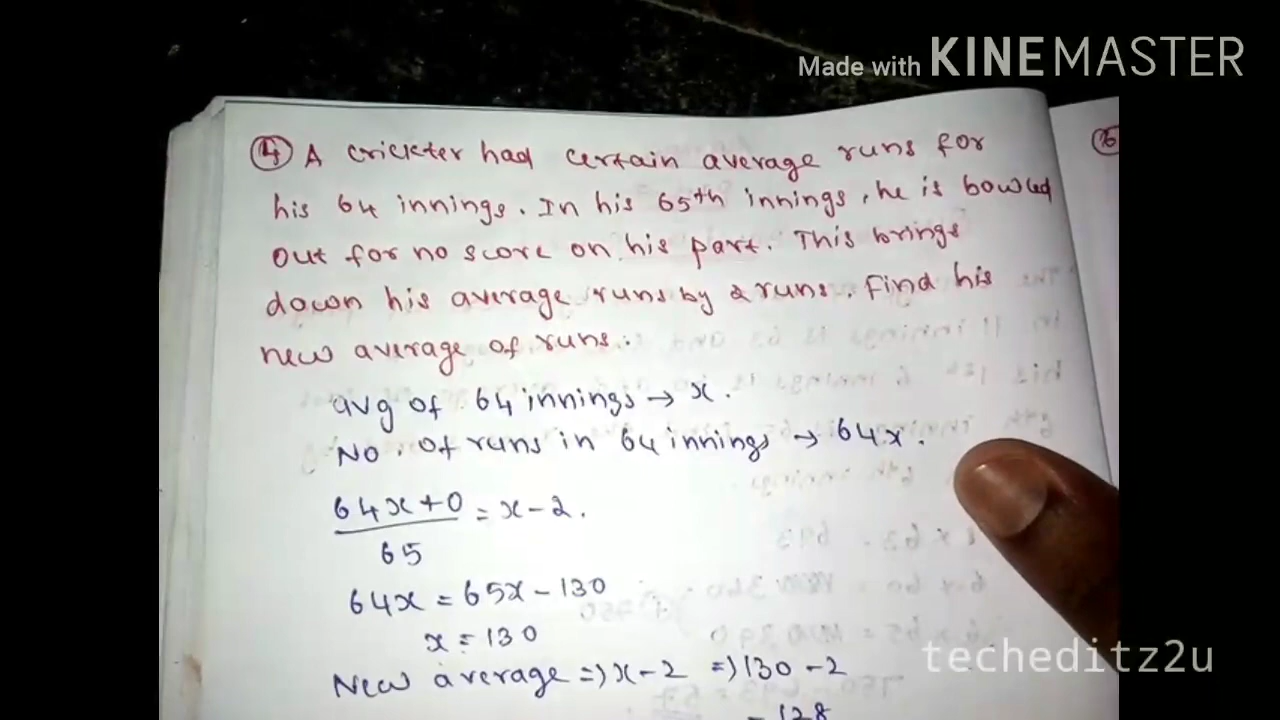 Made with KINEMASTER
④ A crickter had certain average runs for
his 64 innings. In his 65th innings, he is bowled
out for no score on his part. This brings
down his average runs by 2 runs. Find his
new average of runs.
avg of 64 innings → x.
No. of runs in 64 innings → 64x.
64x+0 = x-2.
65
64x = 65x - 130
x = 130
New average => x-2 => 130-2
= 128
techeditz2u